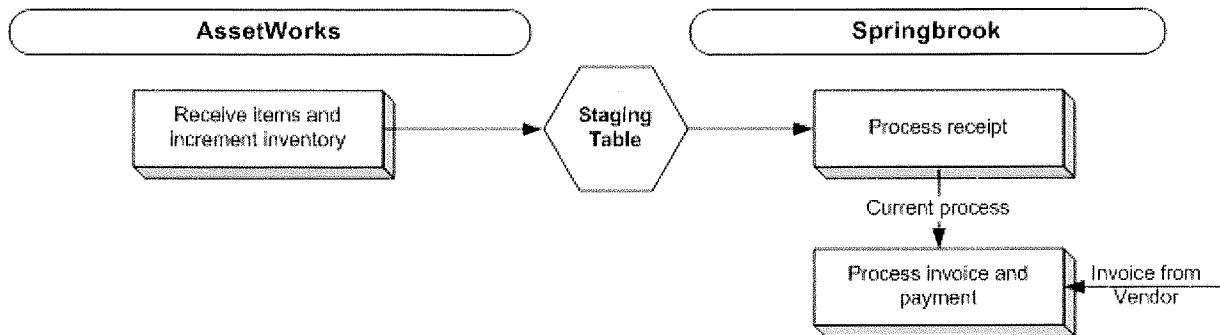 AssetWorks
Springbrook
Receive items and
increment inventory
Staging
Table
Process receipt
Current process
Process invoice and
payment
Invoice from
Vendor